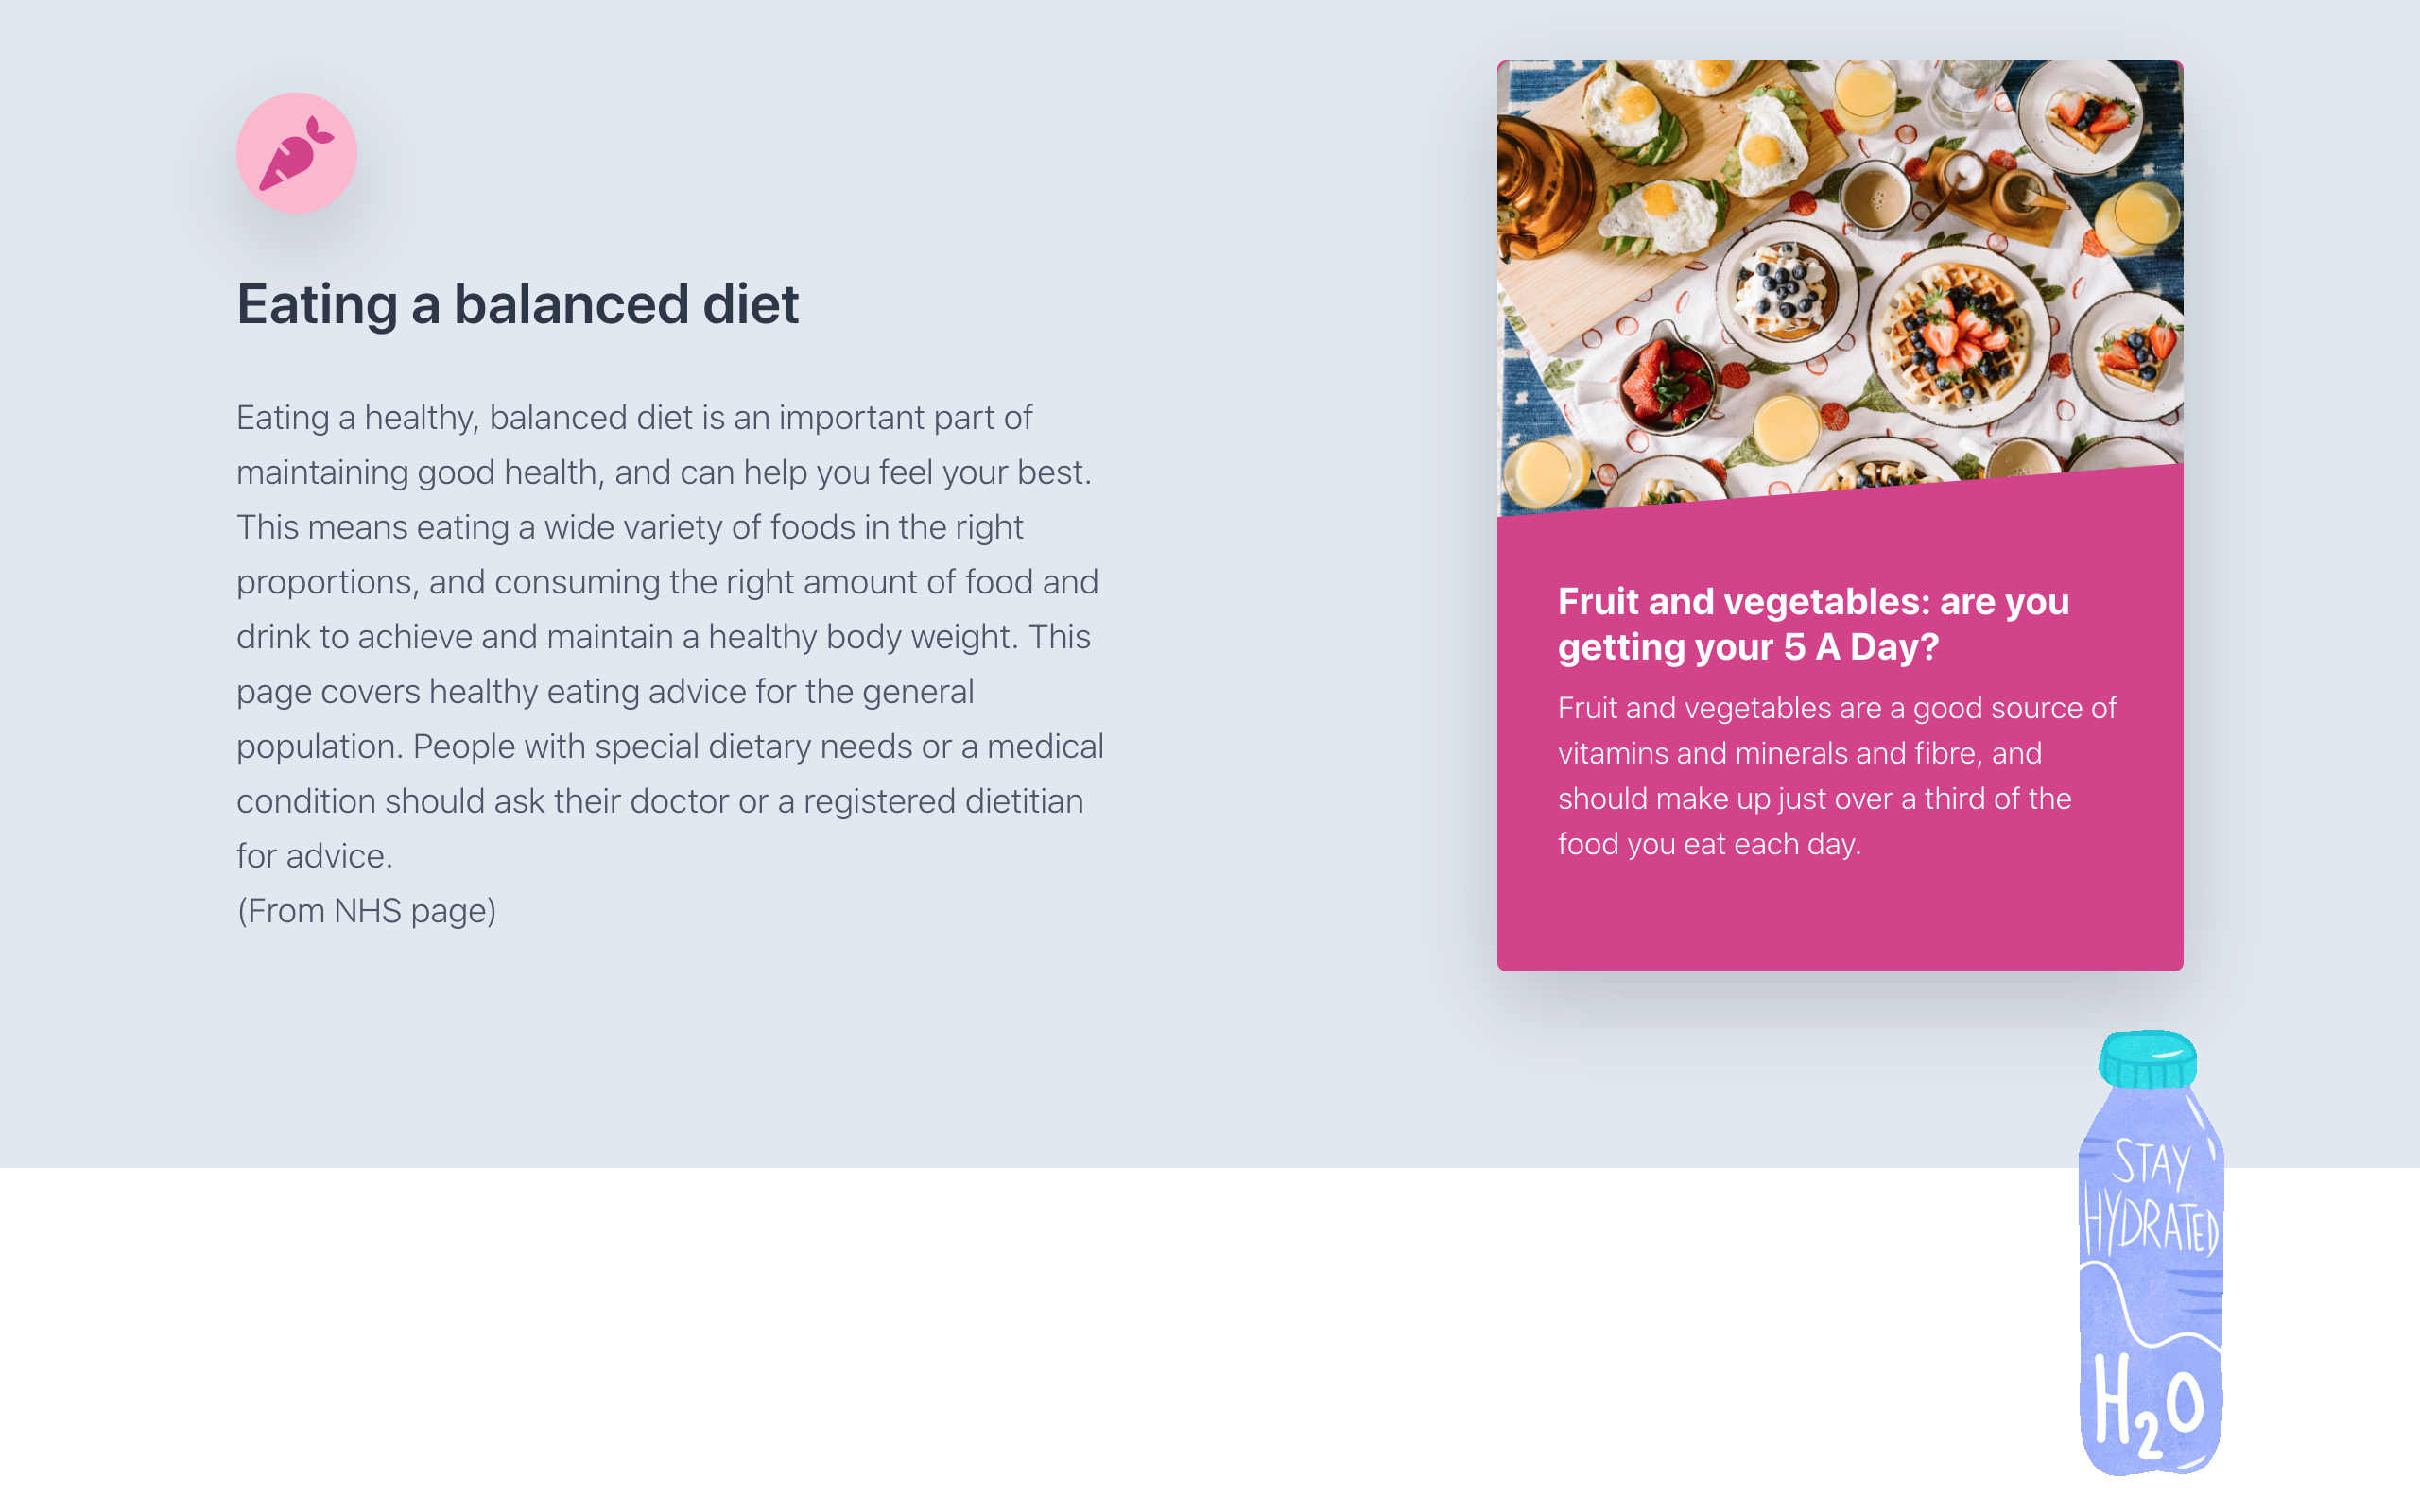 Eating a balanced diet
Eating a healthy, balanced diet is an important part of
maintaining good health, and can help you feel your best.
This means eating a wide variety of foods in the right
proportions, and consuming the right amount of food and
drink to achieve and maintain a healthy body weight. This
page covers healthy eating advice for the general
population. People with special dietary needs or a medical
condition should ask their doctor or a registered dietitian
for advice.
(From NHS page)
Fruit and vegetables: are you
getting your 5 A Day?
Fruit and vegetables are a good source of
vitamins and minerals and fibre, and
should make up just over a third of the
food you eat each day.
STAY
HYDRATED
H2O